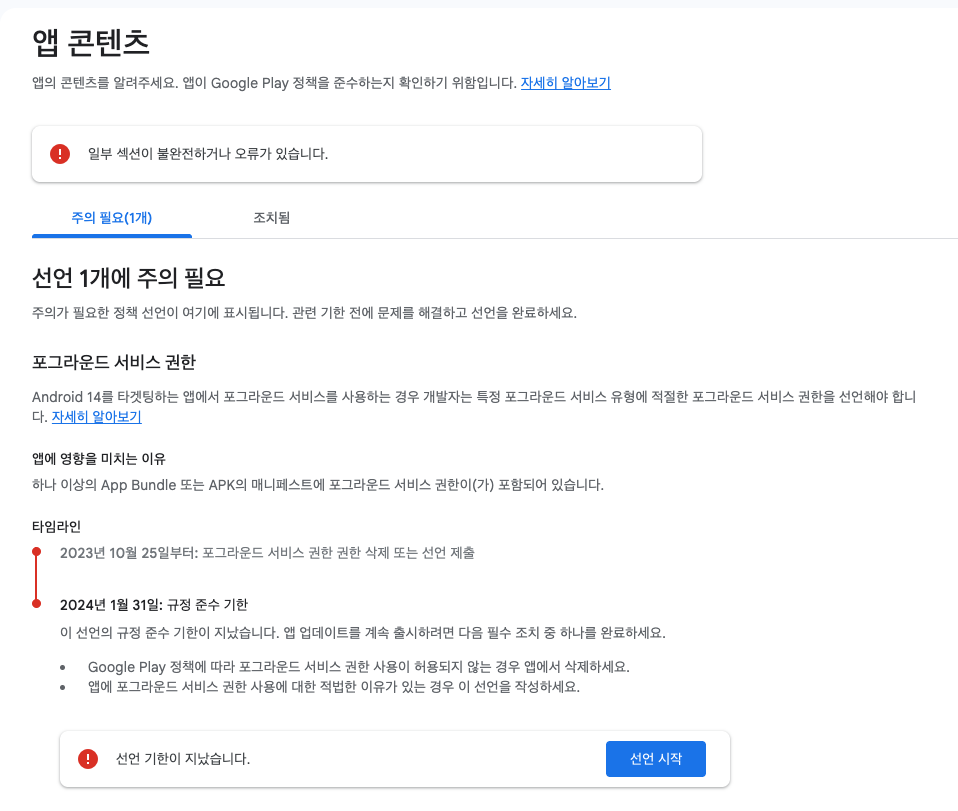 앱 콘텐츠
앱의 콘텐츠를 알려주세요. 앱이 Google Play 정책을 준수하는지 확인하기 위함입니다. 자세히 알아보기
일부 섹션이 불완전하거나 오류가 있습니다.
주의 필요(1개)
조치됨
선언 1개에 주의 필요
주의가 필요한 정책 선언이 여기에 표시됩니다. 관련 기한 전에 문제를 해결하고 선언을 완료하세요.
포그라운드 서비스 권한
Android 14를 타겟팅하는 앱에서 포그라운드 서비스를 사용하는 경우 개발자는 특정 포그라운드 서비스 유형에 적절한 포그라운드 서비스 권한을 선언해야 합니
다. 자세히 알아보기
앱에 영향을 미치는 이유
하나 이상의 App Bundle 또는 APK의 매니페스트에 포그라운드 서비스 권한이(가) 포함되어 있습니다.
타임라인
2023년 10월 25일부터: 포그라운드 서비스 권한 권한 삭제 또는 선언 제출
2024년 1월 31일: 규정 준수 기한
이 선언의 규정 준수 기한이 지났습니다. 앱 업데이트를 계속 출시하려면 다음 필수 조치 중 하나를 완료하세요.
• Google Play 정책에 따라 포그라운드 서비스 권한 사용이 허용되지 않는 경우 앱에서 삭제하세요.
• 앱에 포그라운드 서비스 권한 사용에 대한 적법한 이유가 있는 경우 이 선언을 작성하세요.
선언 기한이 지났습니다.
선언 시작